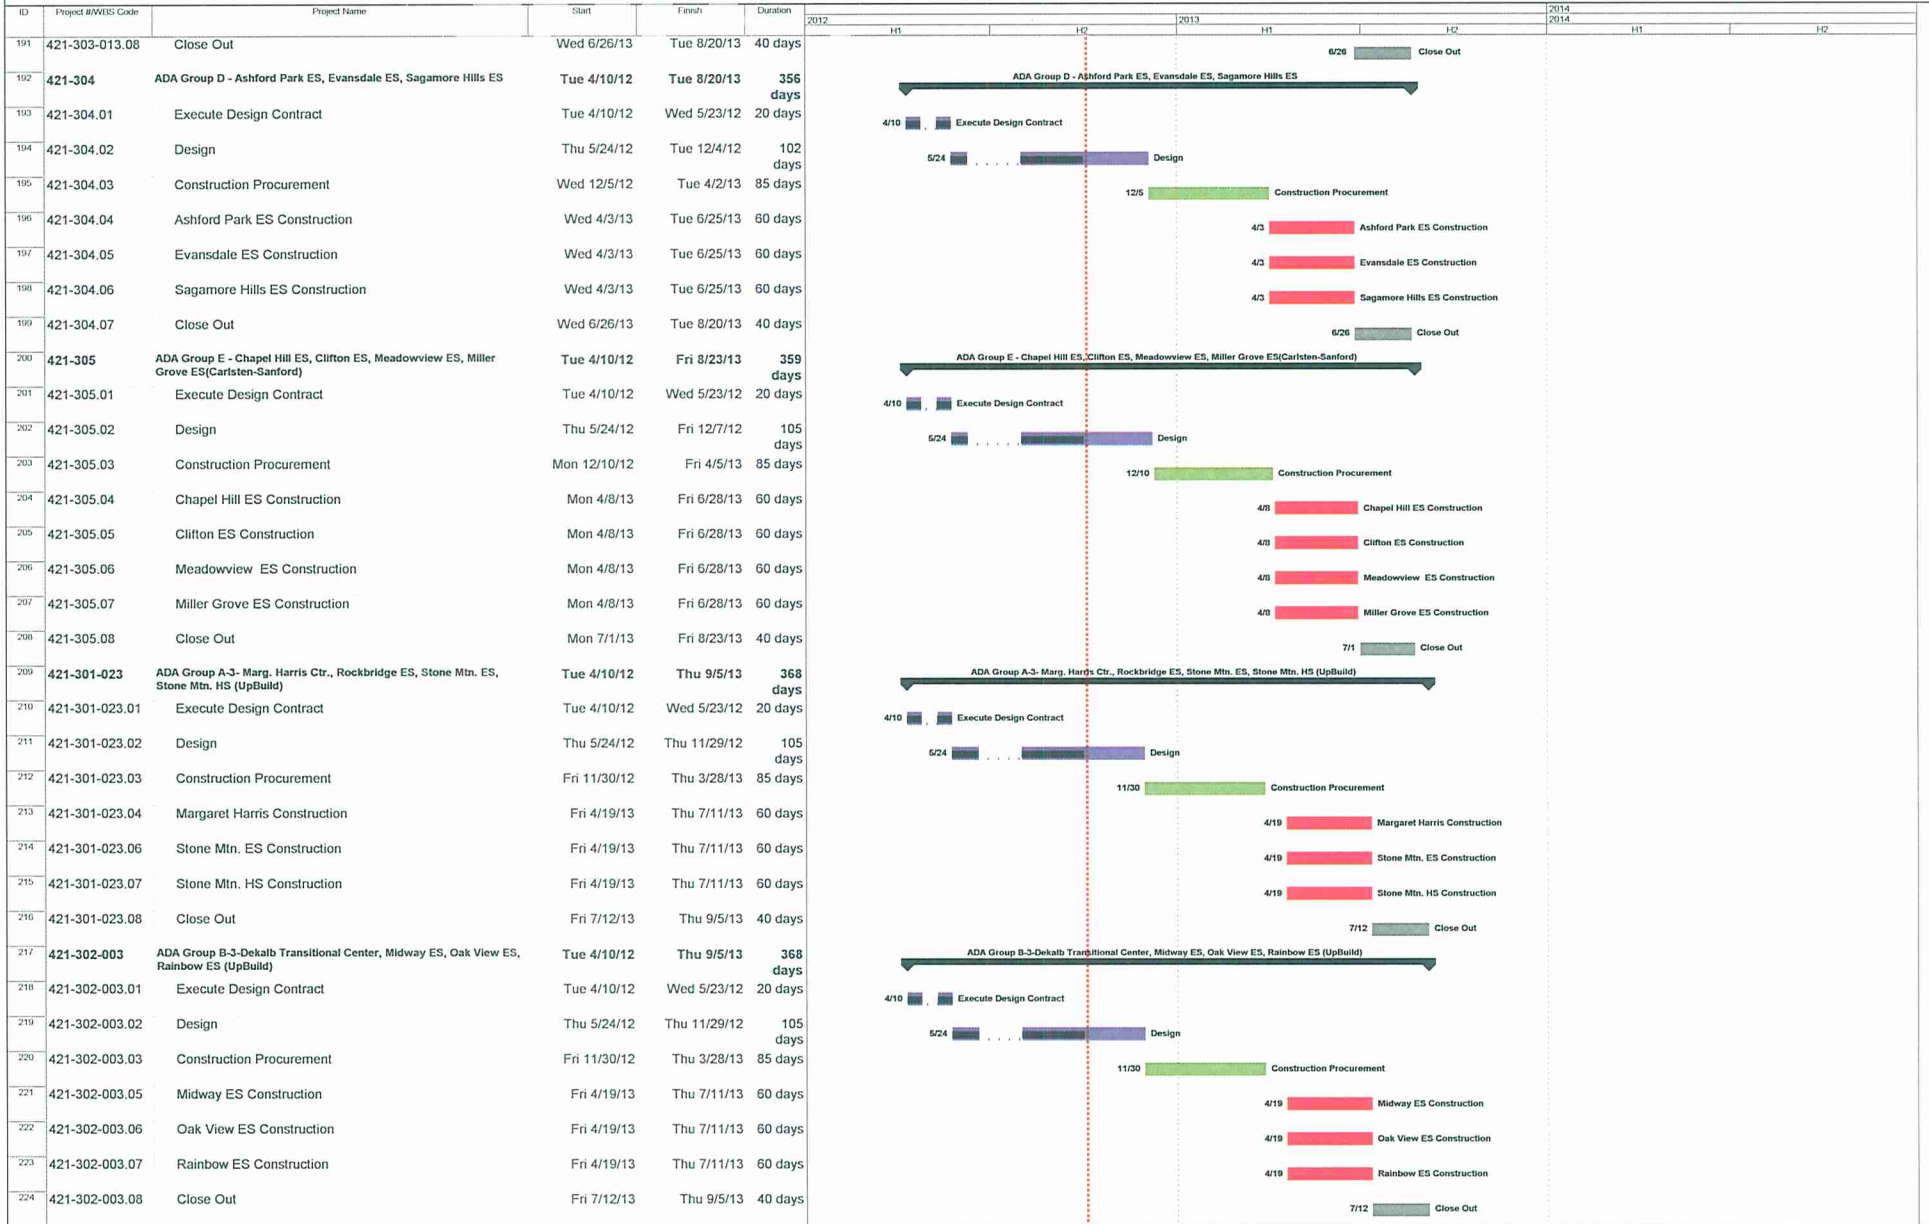 ID Project #/WBS Code Project Name Start Finish Duration
2014
2012 2013 2014
H1 H2 H1 H2 H1 H2
191 421-303-013.08 Close Out Wed 6/26/13 Tue 8/20/13 40 days 6/26 Close Out
192 421-304 ADA Group D - Ashford Park ES, Evansdale ES, Sagamore Hills ES Tue 4/10/12 Tue 8/20/13 356 ADA Group D - Ashford Park ES, Evansdale ES, Sagamore Hills ES
days
193 421-304.01 Execute Design Contract Tue 4/10/12 Wed 5/23/12 20 days 4/10 Execute Design Contract
194 421-304.02 Design Thu 5/24/12 Tue 12/4/12 102 5/24 Design
days
195 421-304.03 Construction Procurement Wed 12/5/12 Tue 4/2/13 85 days 12/5 Construction Procurement
196 421-304.04 Ashford Park ES Construction Wed 4/3/13 Tue 6/25/13 60 days 4/3 Ashford Park ES Construction
197 421-304.05 Evansdale ES Construction Wed 4/3/13 Tue 6/25/13 60 days 4/3 Evansdale ES Construction
198 421-304.06 Sagamore Hills ES Construction Wed 4/3/13 Tue 6/25/13 60 days 4/3 Sagamore Hills ES Construction
199 421-304.07 Close Out Wed 6/26/13 Tue 8/20/13 40 days 6/26 Close Out
200 421-305 ADA Group E - Chapel Hill ES, Clifton ES, Meadowview ES, Miller Tue 4/10/12 Fri 8/23/13 359 ADA Group E - Chapel Hill ES, Clifton ES, Meadowview ES, Miller Grove ES(Carlsten-Sanford)
Grove ES(Carlsten-Sanford) days
201 421-305.01 Execute Design Contract Tue 4/10/12 Wed 5/23/12 20 days 4/10 Execute Design Contract
202 421-305.02 Design Thu 5/24/12 Fri 12/7/12 105 5/24 Design
days
203 421-305.03 Construction Procurement Mon 12/10/12 Fri 4/5/13 85 days 12/10 Construction Procurement
204 421-305.04 Chapel Hill ES Construction Mon 4/8/13 Fri 6/28/13 60 days 4/8 Chapel Hill ES Construction
205 421-305.05 Clifton ES Construction Mon 4/8/13 Fri 6/28/13 60 days 4/8 Clifton ES Construction
206 421-305.06 Meadowview ES Construction Mon 4/8/13 Fri 6/28/13 60 days 4/8 Meadowview ES Construction
207 421-305.07 Miller Grove ES Construction Mon 4/8/13 Fri 6/28/13 60 days 4/8 Miller Grove ES Construction
208 421-305.08 Close Out Mon 7/1/13 Fri 8/23/13 40 days 7/1 Close Out
209 421-301-023 ADA Group A-3- Marg. Harris Ctr., Rockbridge ES, Stone Mtn. ES, Tue 4/10/12 Thu 9/5/13 368 ADA Group A-3- Marg. Harris Ctr., Rockbridge ES, Stone Mtn. ES, Stone Mtn. HS (UpBuild)
Stone Mtn. HS (UpBuild) days
210 421-301-023.01 Execute Design Contract Tue 4/10/12 Wed 5/23/12 20 days 4/10 Execute Design Contract
211 421-301-023.02 Design Thu 5/24/12 Thu 11/29/12 105 5/24 Design
days
212 421-301-023.03 Construction Procurement Fri 11/30/12 Thu 3/28/13 85 days 11/30 Construction Procurement
213 421-301-023.04 Margaret Harris Construction Fri 4/19/13 Thu 7/11/13 60 days 4/19 Margaret Harris Construction
214 421-301-023.06 Stone Mtn. ES Construction Fri 4/19/13 Thu 7/11/13 60 days 4/19 Stone Mtn. ES Construction
215 421-301-023.07 Stone Mtn. HS Construction Fri 4/19/13 Thu 7/11/13 60 days 4/19 Stone Mtn. HS Construction
216 421-301-023.08 Close Out Fri 7/12/13 Thu 9/5/13 40 days 7/12 Close Out
217 421-302-003 ADA Group B-3-Dekalb Transitional Center, Midway ES, Oak View ES, Tue 4/10/12 Thu 9/5/13 368 ADA Group B-3-Dekalb Transitional Center, Midway ES, Oak View ES, Rainbow ES (UpBuild)
Rainbow ES (UpBuild) days
218 421-302-003.01 Execute Design Contract Tue 4/10/12 Wed 5/23/12 20 days 4/10 Execute Design Contract
219 421-302-003.02 Design Thu 5/24/12 Thu 11/29/12 105 5/24 Design
days
220 421-302-003.03 Construction Procurement Fri 11/30/12 Thu 3/28/13 85 days 11/30 Construction Procurement
221 421-302-003.05 Midway ES Construction Fri 4/19/13 Thu 7/11/13 60 days 4/19 Midway ES Construction
222 421-302-003.06 Oak View ES Construction Fri 4/19/13 Thu 7/11/13 60 days 4/19 Oak View ES Construction
223 421-302-003.07 Rainbow ES Construction Fri 4/19/13 Thu 7/11/13 60 days 4/19 Rainbow ES Construction
224 421-302-003.08 Close Out Fri 7/12/13 Thu 9/5/13 40 days 7/12 Close Out